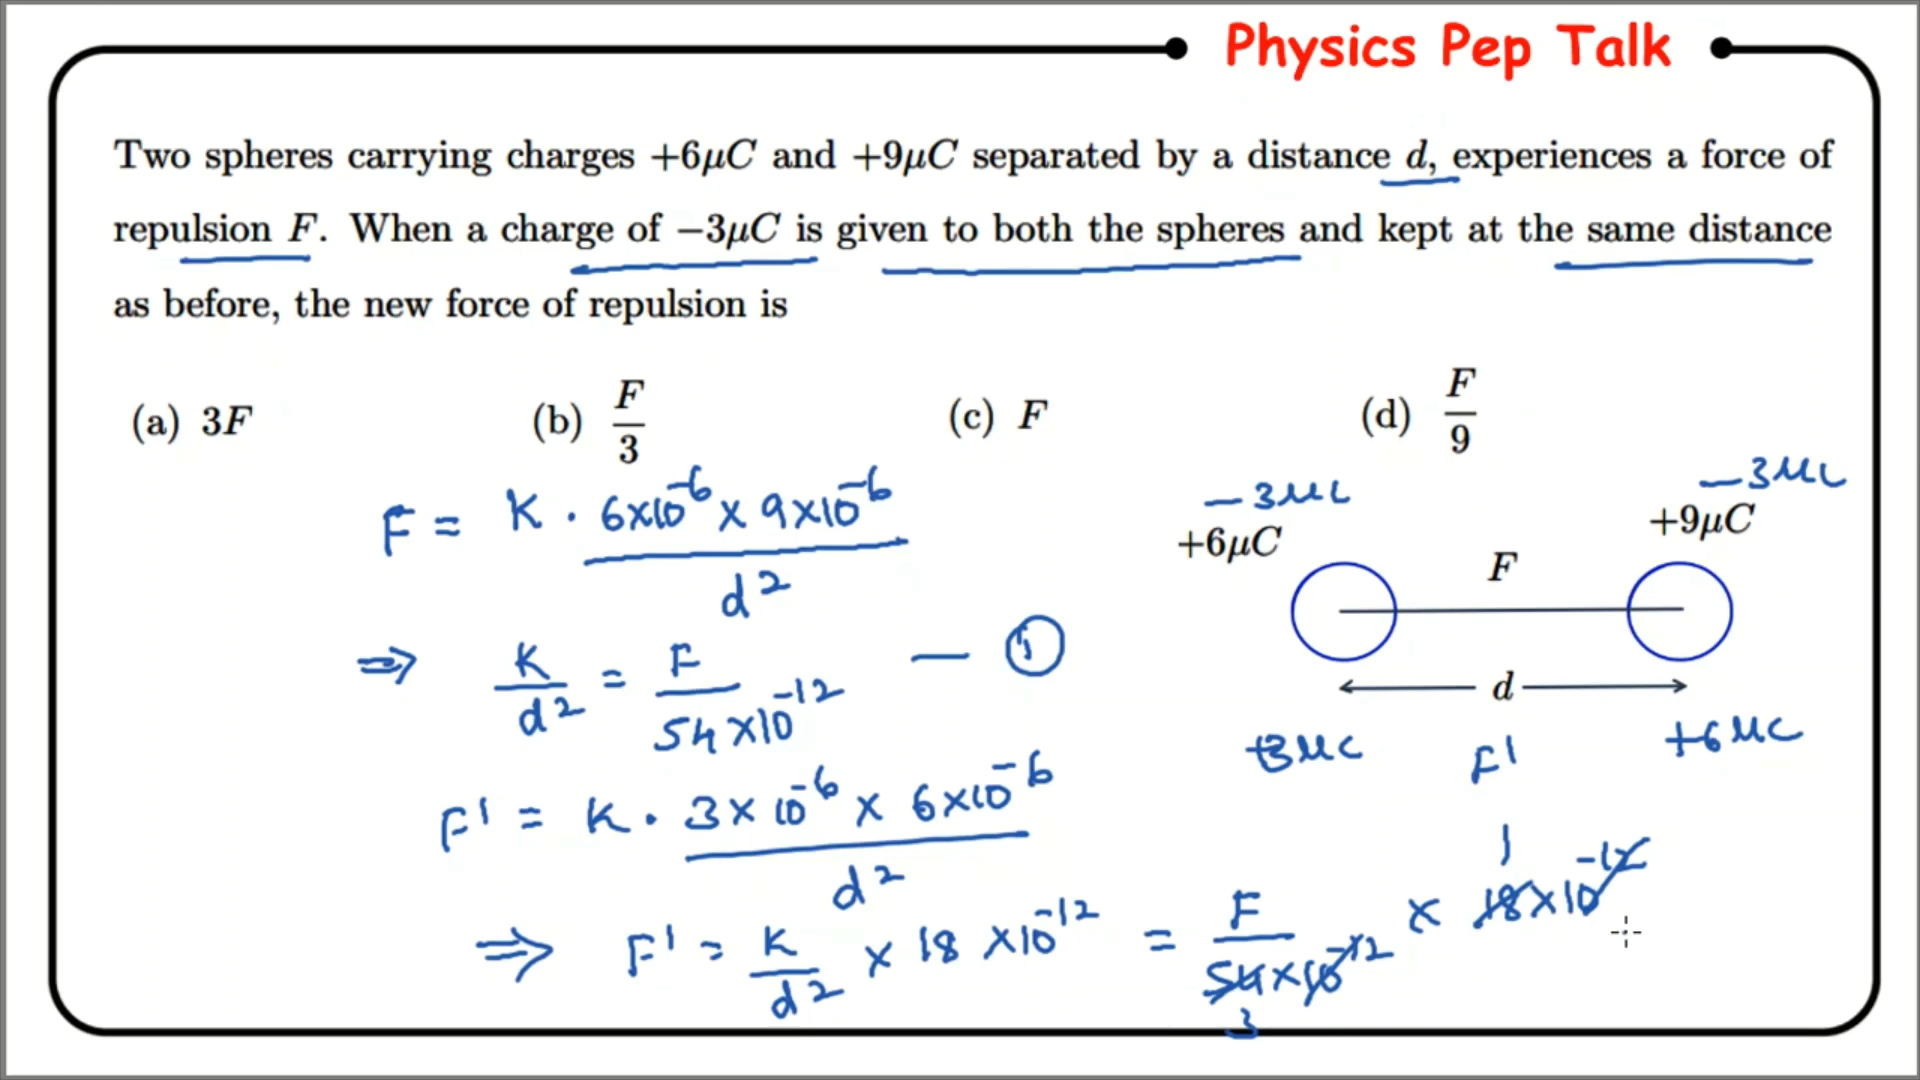 Physics Pep Talk
Two spheres carrying charges +6μC and +9μC separated by a distance d, experiences a force of
repulsion F. When a charge of −3μC is given to both the spheres and kept at the same distance
as before, the new force of repulsion is
(a) 3F (b) F/3 (c) F (d) F/9
F = K · 6×10⁻⁶ × 9×10⁻⁶ / d²
⇒ K/d² = F / 54×10⁻¹² — ①
F' = K · 3×10⁻⁶ × 6×10⁻⁶ / d²
⇒ F' = K/d² × 18×10⁻¹² = F / 54×10⁻¹² × 18×10⁻¹²
3
1
−3μC
+6μC
−3μC
+9μC
F
d
+3μC F' +6μC